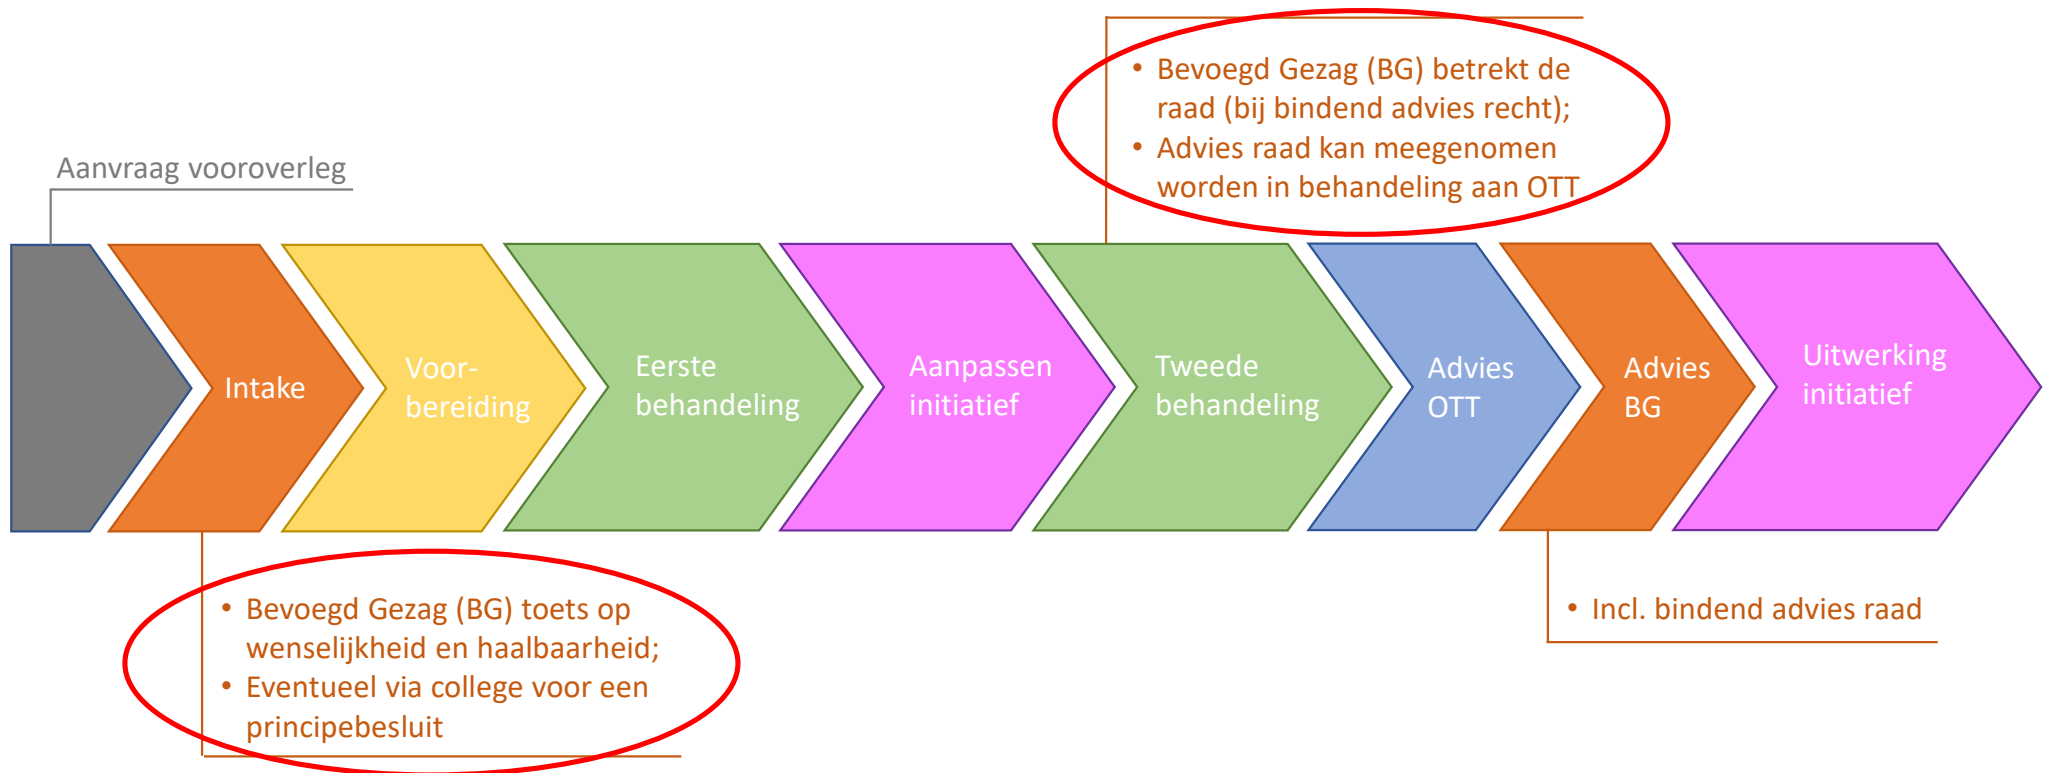 • Bevoegd Gezag (BG) betrekt de
raad (bij bindend advies recht);
• Advies raad kan meegenomen
worden in behandeling aan OTT
Aanvraag vooroverleg
Intake
Voor-
bereiding
Eerste
behandeling
Aanpassen
initiatief
Tweede
behandeling
Advies
OTT
Advies
BG
Uitwerking
initiatief
• Bevoegd Gezag (BG) toets op
wenselijkheid en haalbaarheid;
• Eventueel via college voor een
principebesluit
• Incl. bindend advies raad